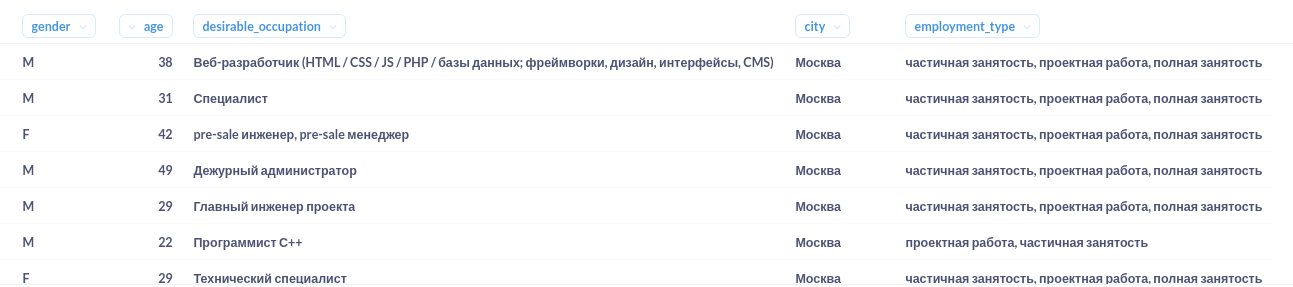 gender age desirable_occupation city employment_type
M 38 Веб-разработчик (HTML / CSS / JS / PHP / базы данных; фреймворки, дизайн, интерфейсы, CMS) Москва частичная занятость, проектная работа, полная занятость
M 31 Специалист Москва частичная занятость, проектная работа, полная занятость
F 42 pre-sale инженер, pre-sale менеджер Москва частичная занятость, проектная работа, полная занятость
M 49 Дежурный администратор Москва частичная занятость, проектная работа, полная занятость
M 29 Главный инженер проекта Москва частичная занятость, проектная работа, полная занятость
M 22 Программист С++ Москва проектная работа, частичная занятость
F 29 Технический специалист Москва частичная занятость, проектная работа, полная занятость